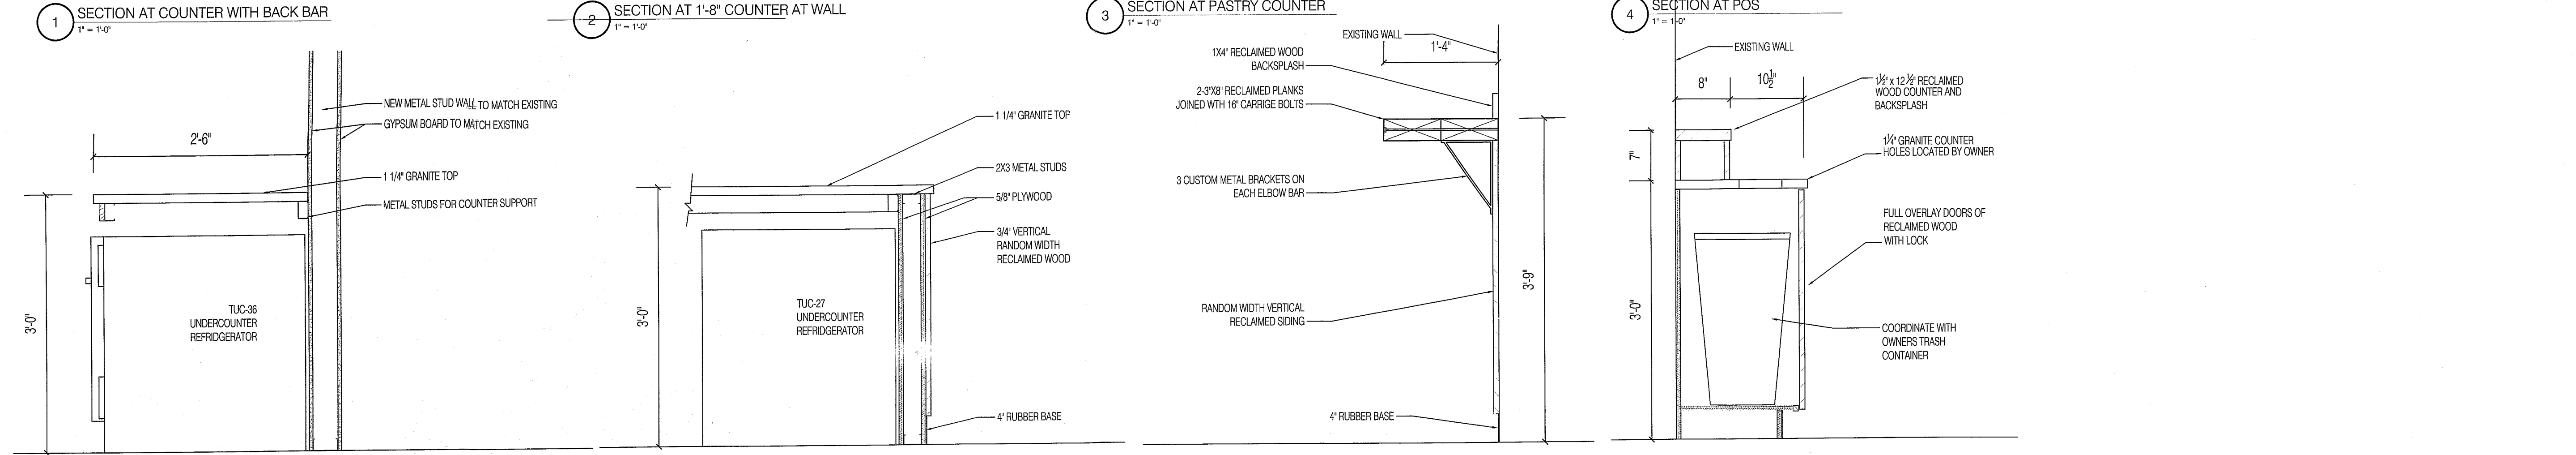 1 SECTION AT COUNTER WITH BACK BAR
1" = 1'-0"
NEW METAL STUD WALL TO MATCH EXISTING
GYPSUM BOARD TO MATCH EXISTING
2'-6"
1 1/4" GRANITE TOP
METAL STUDS FOR COUNTER SUPPORT
3'-0"
TUC-36
UNDERCOUNTER
REFRIDGERATOR
2 SECTION AT 1'-8" COUNTER AT WALL
1" = 1'-0"
1 1/4" GRANITE TOP
2X3 METAL STUDS
5/8" PLYWOOD
3/4" VERTICAL
RANDOM WIDTH
RECLAIMED WOOD
3'-0"
TUC-27
UNDERCOUNTER
REFRIDGERATOR
4" RUBBER BASE
3 SECTION AT PASTRY COUNTER
1" = 1'-0"
EXISTING WALL
1'-4"
1X4" RECLAIMED WOOD
BACKSPLASH
2-3"X8" RECLAIMED PLANKS
JOINED WTH 16" CARRIGE BOLTS
3 CUSTOM METAL BRACKETS ON
EACH ELBOW BAR
3'-9"
RANDOM WIDTH VERTICAL
RECLAIMED SIDING
4" RUBBER BASE
4 SECTION AT POS
1" = 1'-0"
EXISTING WALL
8"
10½"
1½" x 12½" RECLAIMED
WOOD COUNTER AND
BACKSPLASH
7"
1¼" GRANITE COUNTER
HOLES LOCATED BY OWNER
FULL OVERLAY DOORS OF
RECLAIMED WOOD
WITH LOCK
3'-0"
COORDINATE WITH
OWNERS TRASH
CONTAINER